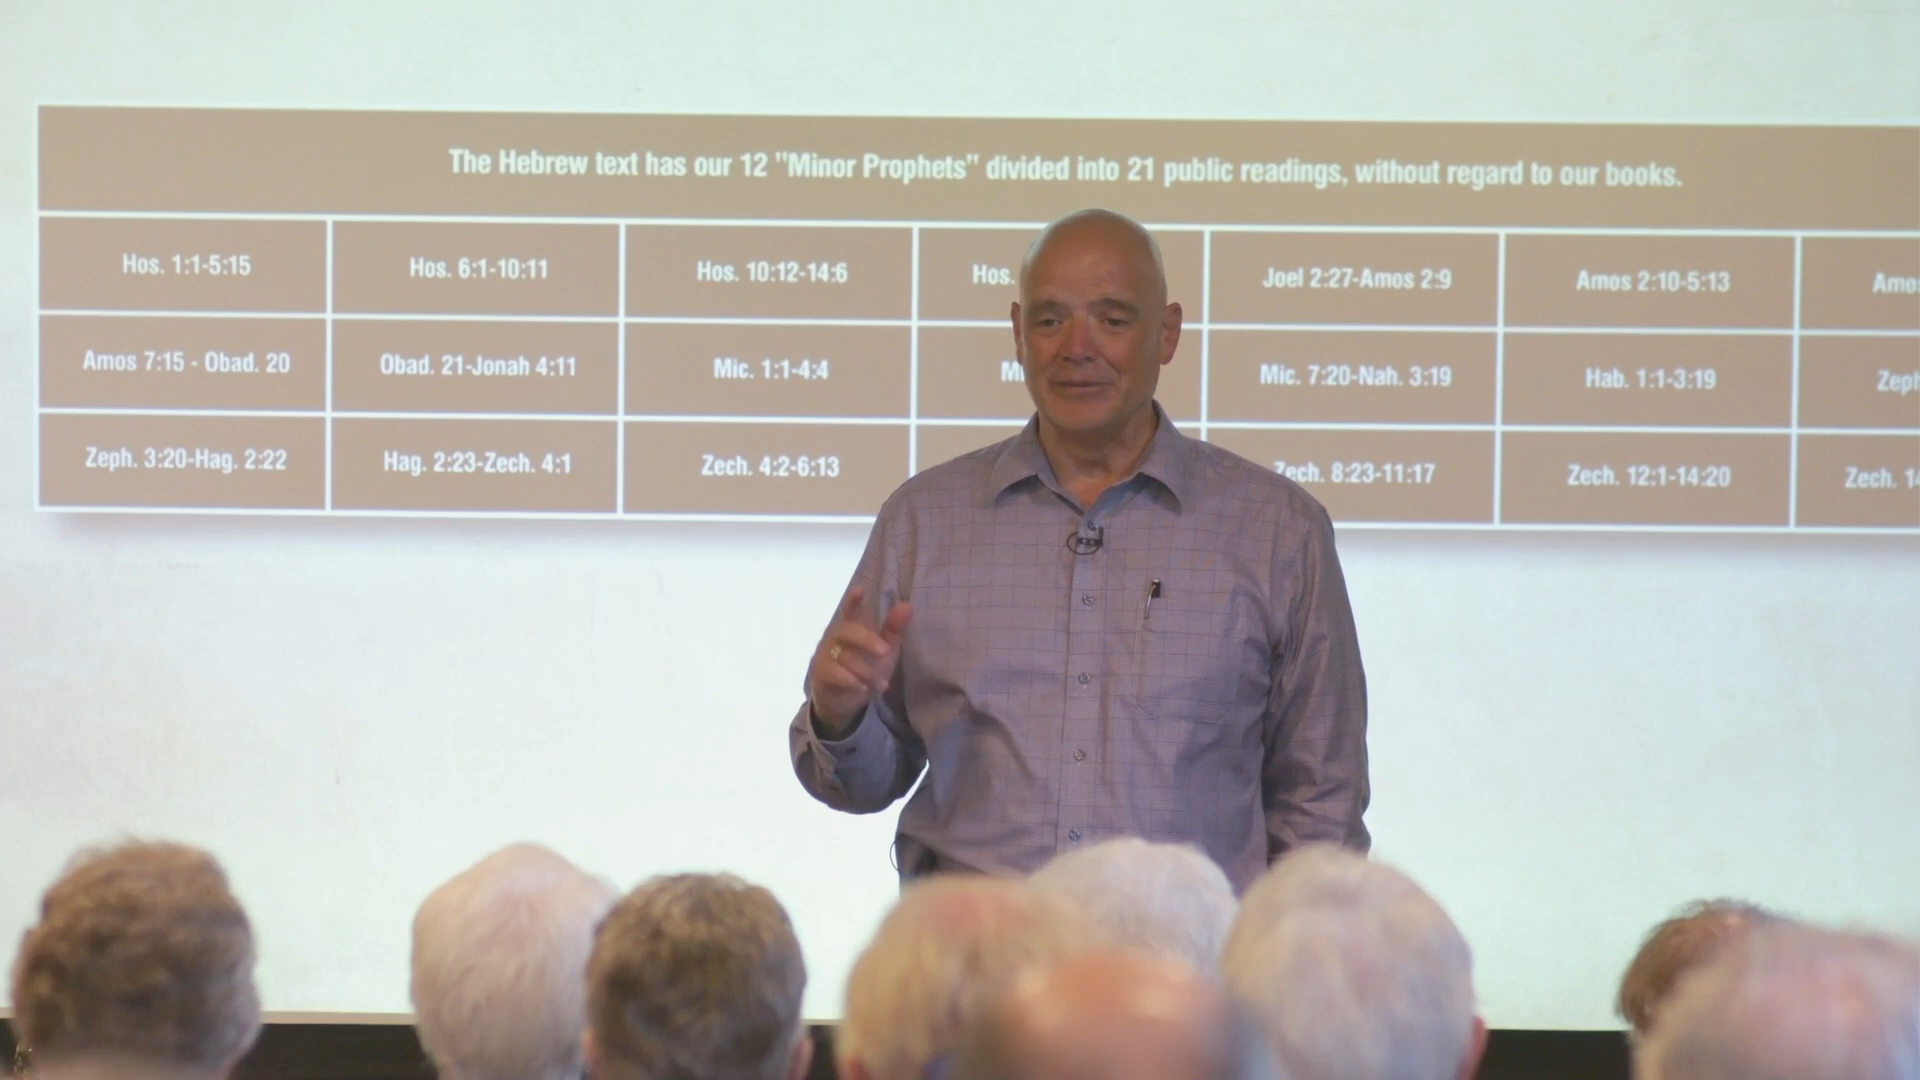 The Hebrew text has our 12 "Minor Prophets" divided into 21 public readings, without regard to our books.
Hos. 1:1-5:15 Hos. 6:1-10:11 Hos. 10:12-14:6 Hos. Joel 2:27-Amos 2:9 Amos 2:10-5:13
Amos 7:15 - Obad. 20 Obad. 21-Jonah 4:11 Mic. 1:1-4:4 Mic. 7:20-Nah. 3:19 Hab. 1:1-3:19
Zeph. 3:20-Hag. 2:22 Hag. 2:23-Zech. 4:1 Zech. 4:2-6:13 Zech. 8:23-11:17 Zech. 12:1-14:20 Zech.